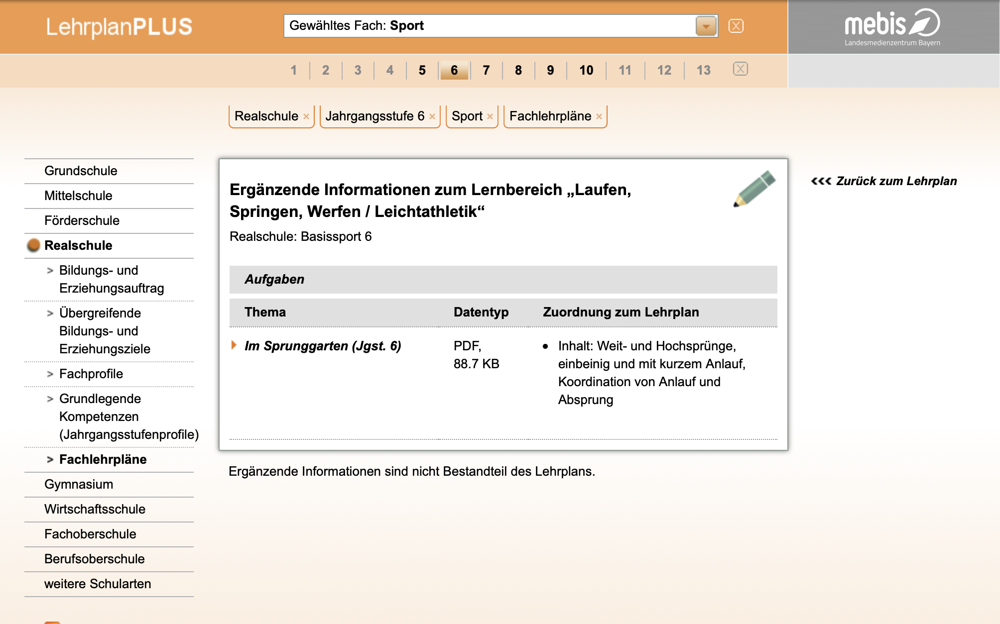 LehrplanPLUS
Gewähltes Fach: Sport
mebis
Landesmedienzentrum Bayern
1 2 3 4 5 6 7 8 9 10 11 12 13
Realschule × Jahrgangsstufe 6 × Sport × Fachlehrpläne ×
Grundschule
Mittelschule
Förderschule
Realschule
> Bildungs- und
Erziehungsauftrag
> Übergreifende
Bildungs- und
Erziehungsziele
> Fachprofile
> Grundlegende
Kompetenzen
(Jahrgangsstufenprofile)
> Fachlehrpläne
Gymnasium
Wirtschaftsschule
Fachoberschule
Berufsoberschule
weitere Schularten
Ergänzende Informationen zum Lernbereich „Laufen,
Springen, Werfen / Leichtathletik“
Realschule: Basissport 6
Aufgaben
Thema Datentyp Zuordnung zum Lehrplan
Im Sprunggarten (Jgst. 6) PDF, • Inhalt: Weit- und Hochsprünge,
88.7 KB einbeinig und mit kurzem Anlauf,
Koordination von Anlauf und
Absprung
Ergänzende Informationen sind nicht Bestandteil des Lehrplans.
Zurück zum Lehrplan